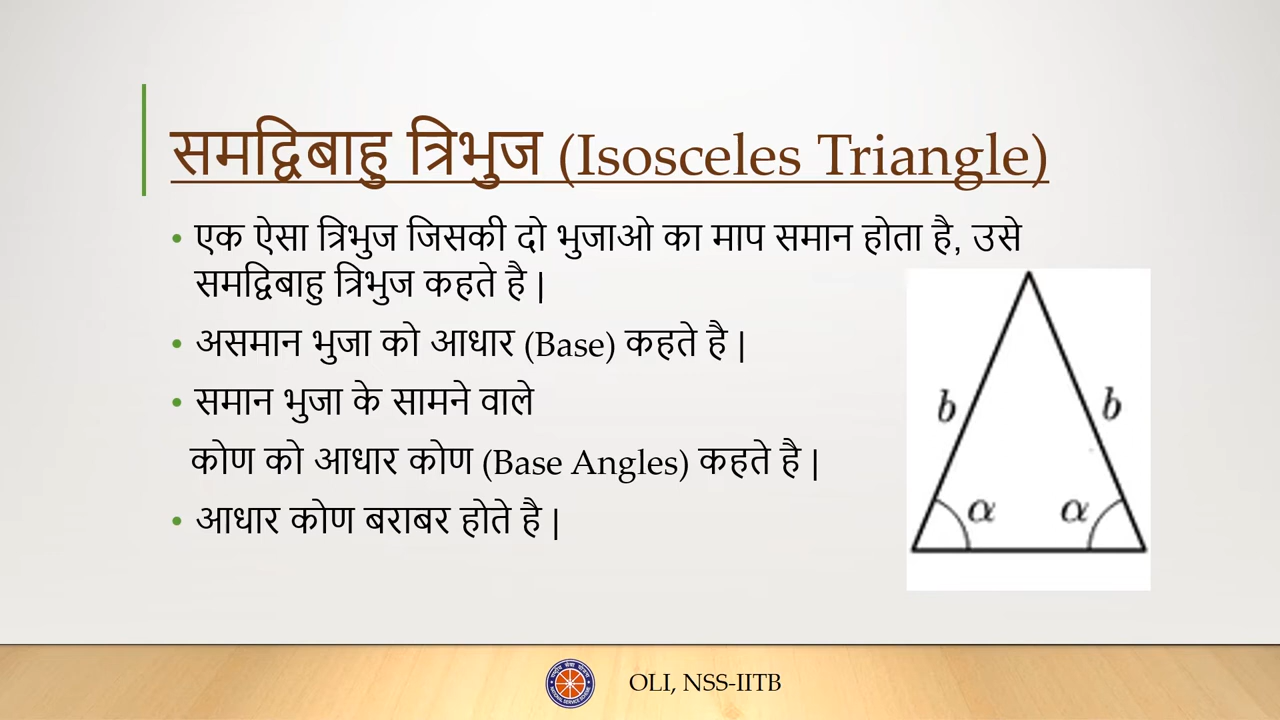 समद्विबाहु त्रिभुज (Isosceles Triangle)
• एक ऐसा त्रिभुज जिसकी दो भुजाओ का माप समान होता है, उसे
समद्विबाहु त्रिभुज कहते है |
• असमान भुजा को आधार (Base) कहते है |
• समान भुजा के सामने वाले
कोण को आधार कोण (Base Angles) कहते है |
• आधार कोण बराबर होते है |
b b
α α
OLI, NSS-IITB